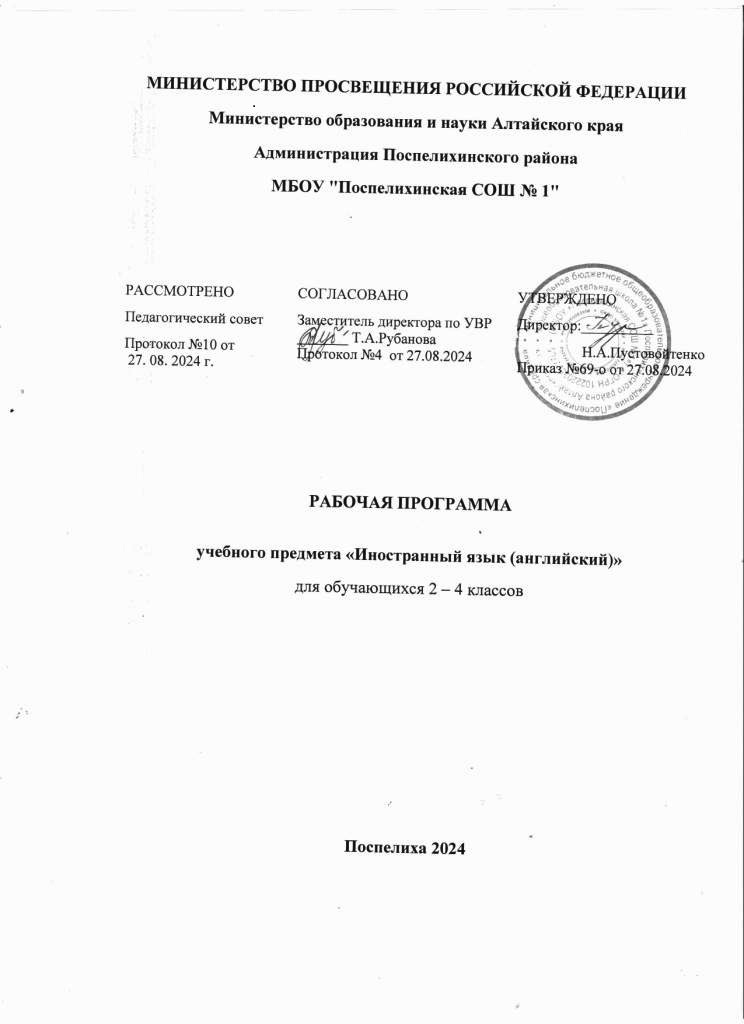 МИНИСТЕРСТВО ПРОСВЕЩЕНИЯ РОССИЙСКОЙ ФЕДЕРАЦИИ
Министерство образования и науки Алтайского края
Администрация Поспелихинского района
МБОУ "Поспелихинская СОШ № 1"
РАССМОТРЕНО
Педагогический совет
Протокол №10 от
27. 08. 2024 г.
СОГЛАСОВАНО
Заместитель директора по УВР
Т.А.Рубанова
Протокол №4 от 27.08.2024
УТВЕРЖДЕНО
Директор:
Н.А.Пустовойтенко
Приказ №69-о от 27.08.2024
РАБОЧАЯ ПРОГРАММА
учебного предмета «Иностранный язык (английский)»
для обучающихся 2 – 4 классов
Поспелиха 2024